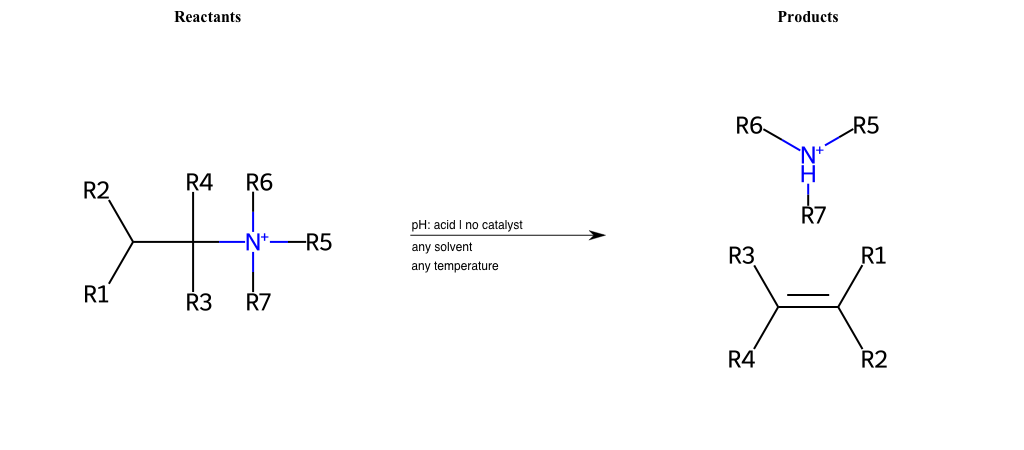 Reactants
Products
R2
R1
R4
R3
N+
R6
R5
R7
pH: acid | no catalyst
any solvent
any temperature
R6
R5
N+
H
R7
R3
R1
R4
R2